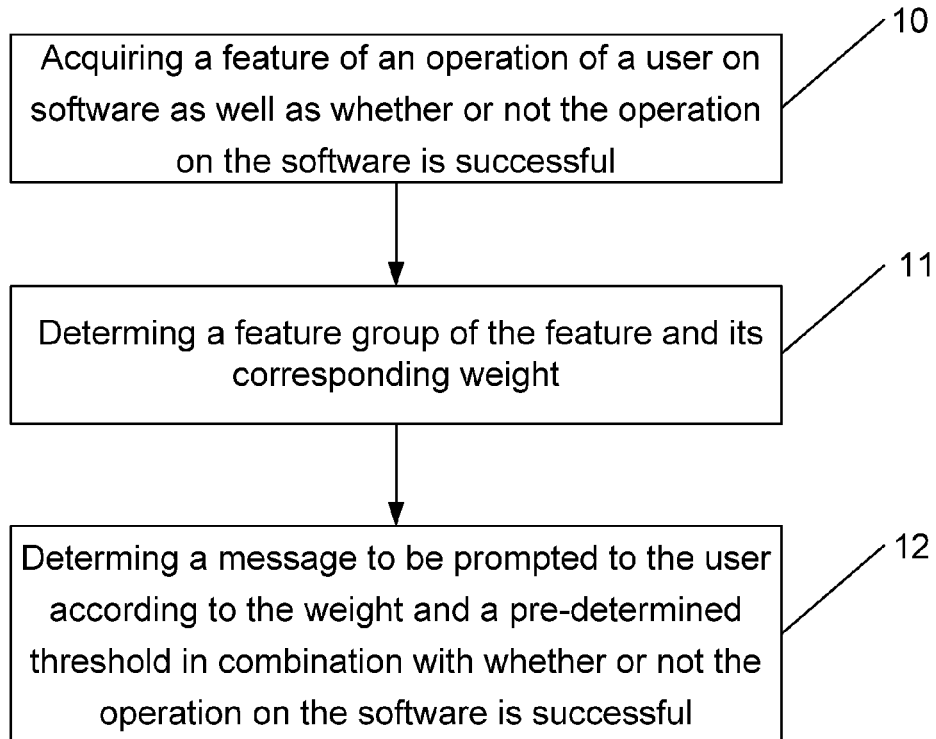 10
Acquiring a feature of an operation of a user on
software as well as whether or not the operation
on the software is successful
11
Determing a feature group of the feature and its
corresponding weight
12
Determing a message to be prompted to the user
according to the weight and a pre-determined
threshold in combination with whether or not the
operation on the software is successful